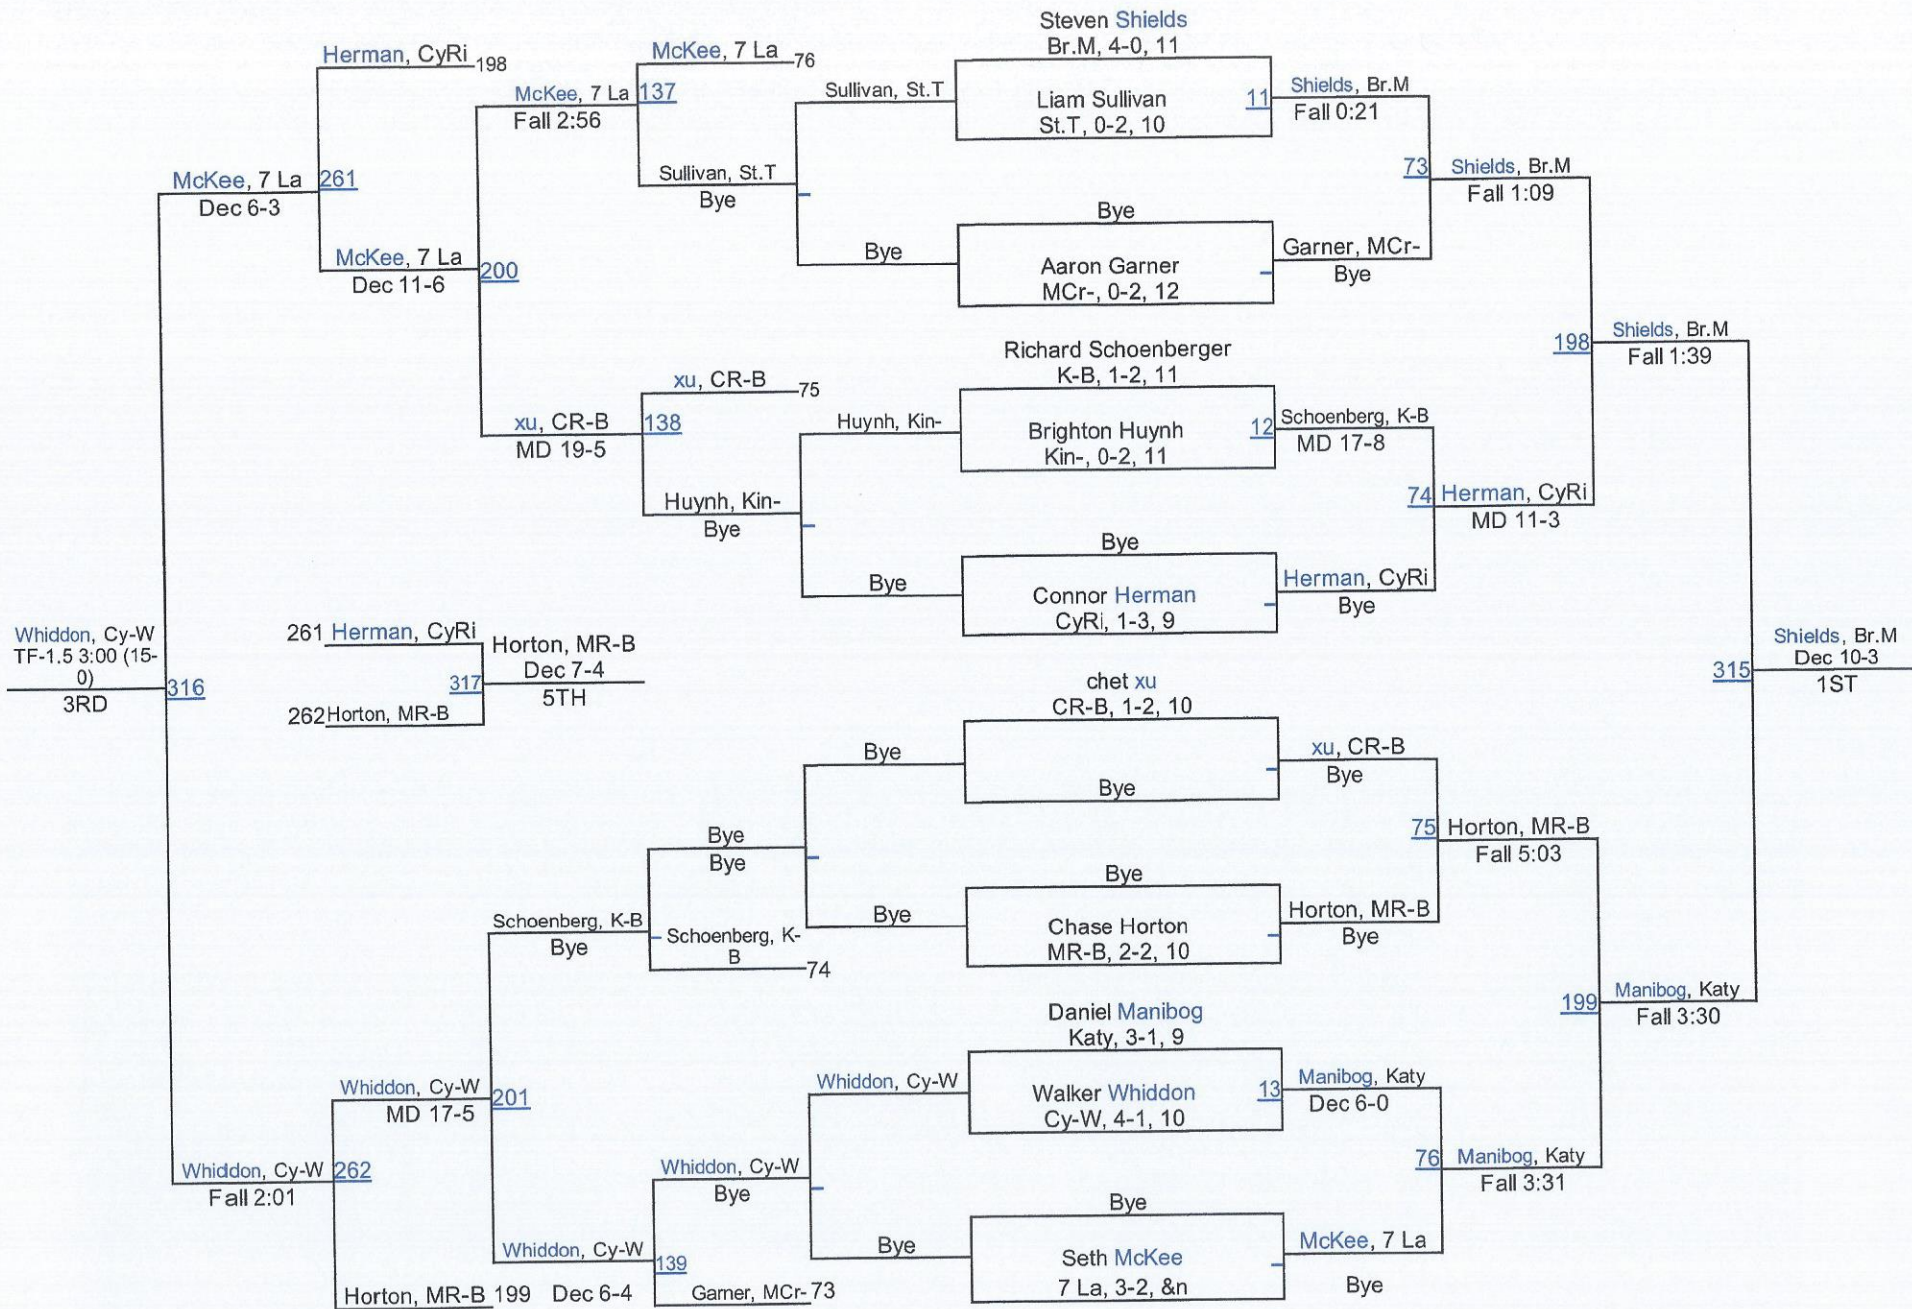 Steven Shields
Br.M, 4-0, 11
Herman, CyRi 198
McKee, 7 La 76
McKee, 7 La 137
Fall 2:56
Sullivan, St.T
Liam Sullivan 11
St.T, 0-2, 10
Shields, Br.M
Fall 0:21
McKee, 7 La 261
Dec 6-3
Sullivan, St.T
Bye
73 Shields, Br.M
Fall 1:09
Bye
McKee, 7 La 200
Dec 11-6
Bye
Aaron Garner
MCr-, 0-2, 12
Garner, MCr-
Bye
Richard Schoenberger
K-B, 1-2, 11
198 Shields, Br.M
Fall 1:39
xu, CR-B 75
xu, CR-B 138
MD 19-5
Huynh, Kin-
Brighton Huynh 12
Kin-, 0-2, 11
Schoenberg, K-B
MD 17-8
Huynh, Kin-
Bye
74 Herman, CyRi
MD 11-3
Bye
Bye
Connor Herman
CyRi, 1-3, 9
Herman, CyRi
Bye
Whiddon, Cy-W
TF-1.5 3:00 (15-
0)
3RD
316
261 Herman, CyRi
317
262 Horton, MR-B
Horton, MR-B
Dec 7-4
5TH
315
Shields, Br.M
Dec 10-3
1ST
chet xu
CR-B, 1-2, 10
Bye
Bye
xu, CR-B
Bye
Bye
Bye
75 Horton, MR-B
Fall 5:03
Bye
Schoenberg, K-B
Bye
Schoenberg, K-
B
74
Bye
Chase Horton
MR-B, 2-2, 10
Horton, MR-B
Bye
Daniel Manibog
Katy, 3-1, 9
199 Manibog, Katy
Fall 3:30
Whiddon, Cy-W 201
MD 17-5
Whiddon, Cy-W
Walker Whiddon 13
Cy-W, 4-1, 10
Manibog, Katy
Dec 6-0
Whiddon, Cy-W 262
Fall 2:01
Whiddon, Cy-W
Bye
76 Manibog, Katy
Fall 3:31
Bye
Whiddon, Cy-W 139
Dec 6-4
Bye
Seth McKee
7 La, 3-2, &n
McKee, 7 La
Bye
Horton, MR-B 199
Garner, MCr- 73